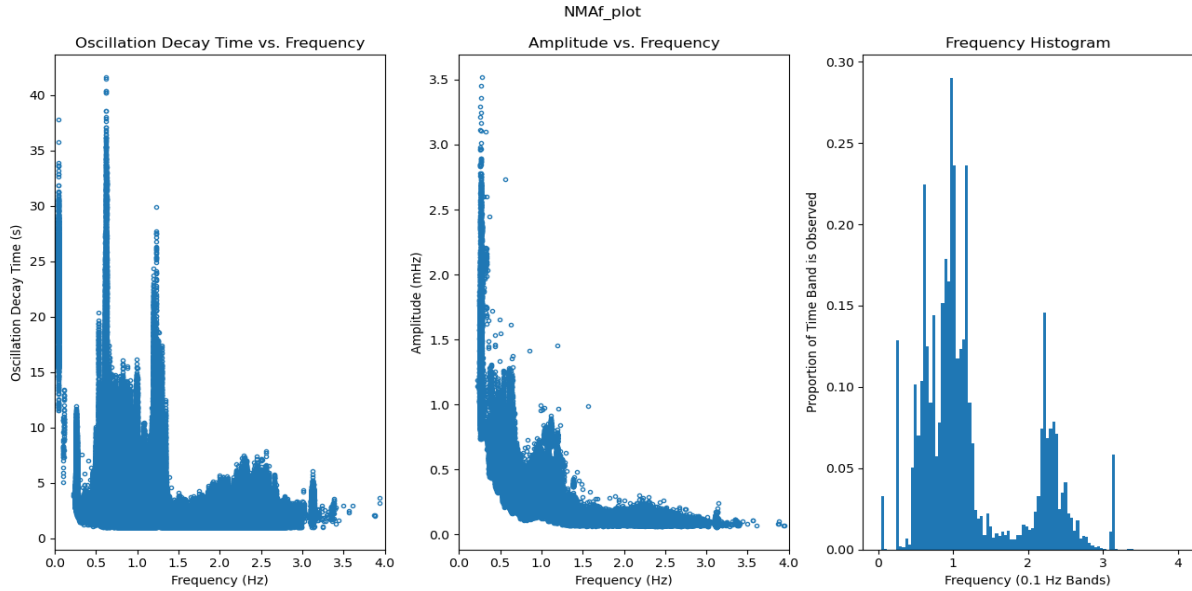 NMAf_plot
Oscillation Decay Time vs. Frequency
Oscillation Decay Time (s)
40
35
30
25
20
15
10
5
0
0.0 0.5 1.0 1.5 2.0 2.5 3.0 3.5 4.0
Frequency (Hz)
Amplitude vs. Frequency
Amplitude (mHz)
3.5
3.0
2.5
2.0
1.5
1.0
0.5
0.0
0.0 0.5 1.0 1.5 2.0 2.5 3.0 3.5 4.0
Frequency (Hz)
Frequency Histogram
Proportion of Time Band is Observed
0.30
0.25
0.20
0.15
0.10
0.05
0.00
0 1 2 3 4
Frequency (0.1 Hz Bands)